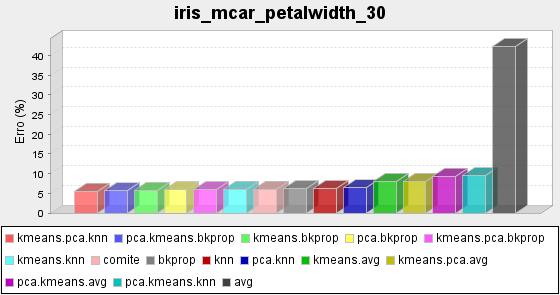 iris_mcar_petalwidth_30
Erro (%)
40
35
30
25
20
15
10
5
0
kmeans.pca.knn pca.kmeans.bkprop kmeans.bkprop pca.bkprop kmeans.pca.bkprop
kmeans.knn comite bkprop knn pca.knn kmeans.avg kmeans.pca.avg
pca.kmeans.avg pca.kmeans.knn avg